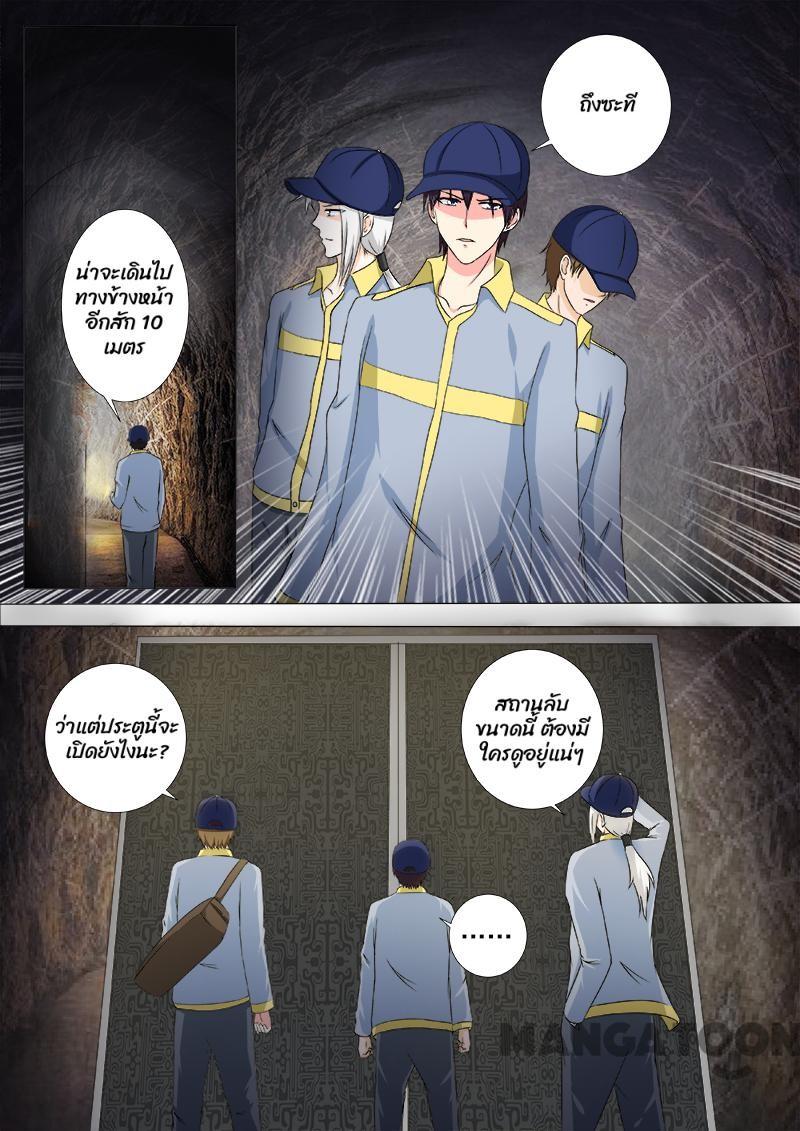 น่าจะเดินไป
ทางข้างหน้า
อีกสัก 10
เมตร
ถึงซะที
ว่าแต่ประตูนี้จะ
เปิดยังไงนะ?
สถานลับ
ขนาดนี้ ต้องมี
ใครดูอยู่แน่ๆ
......
MANGATOON